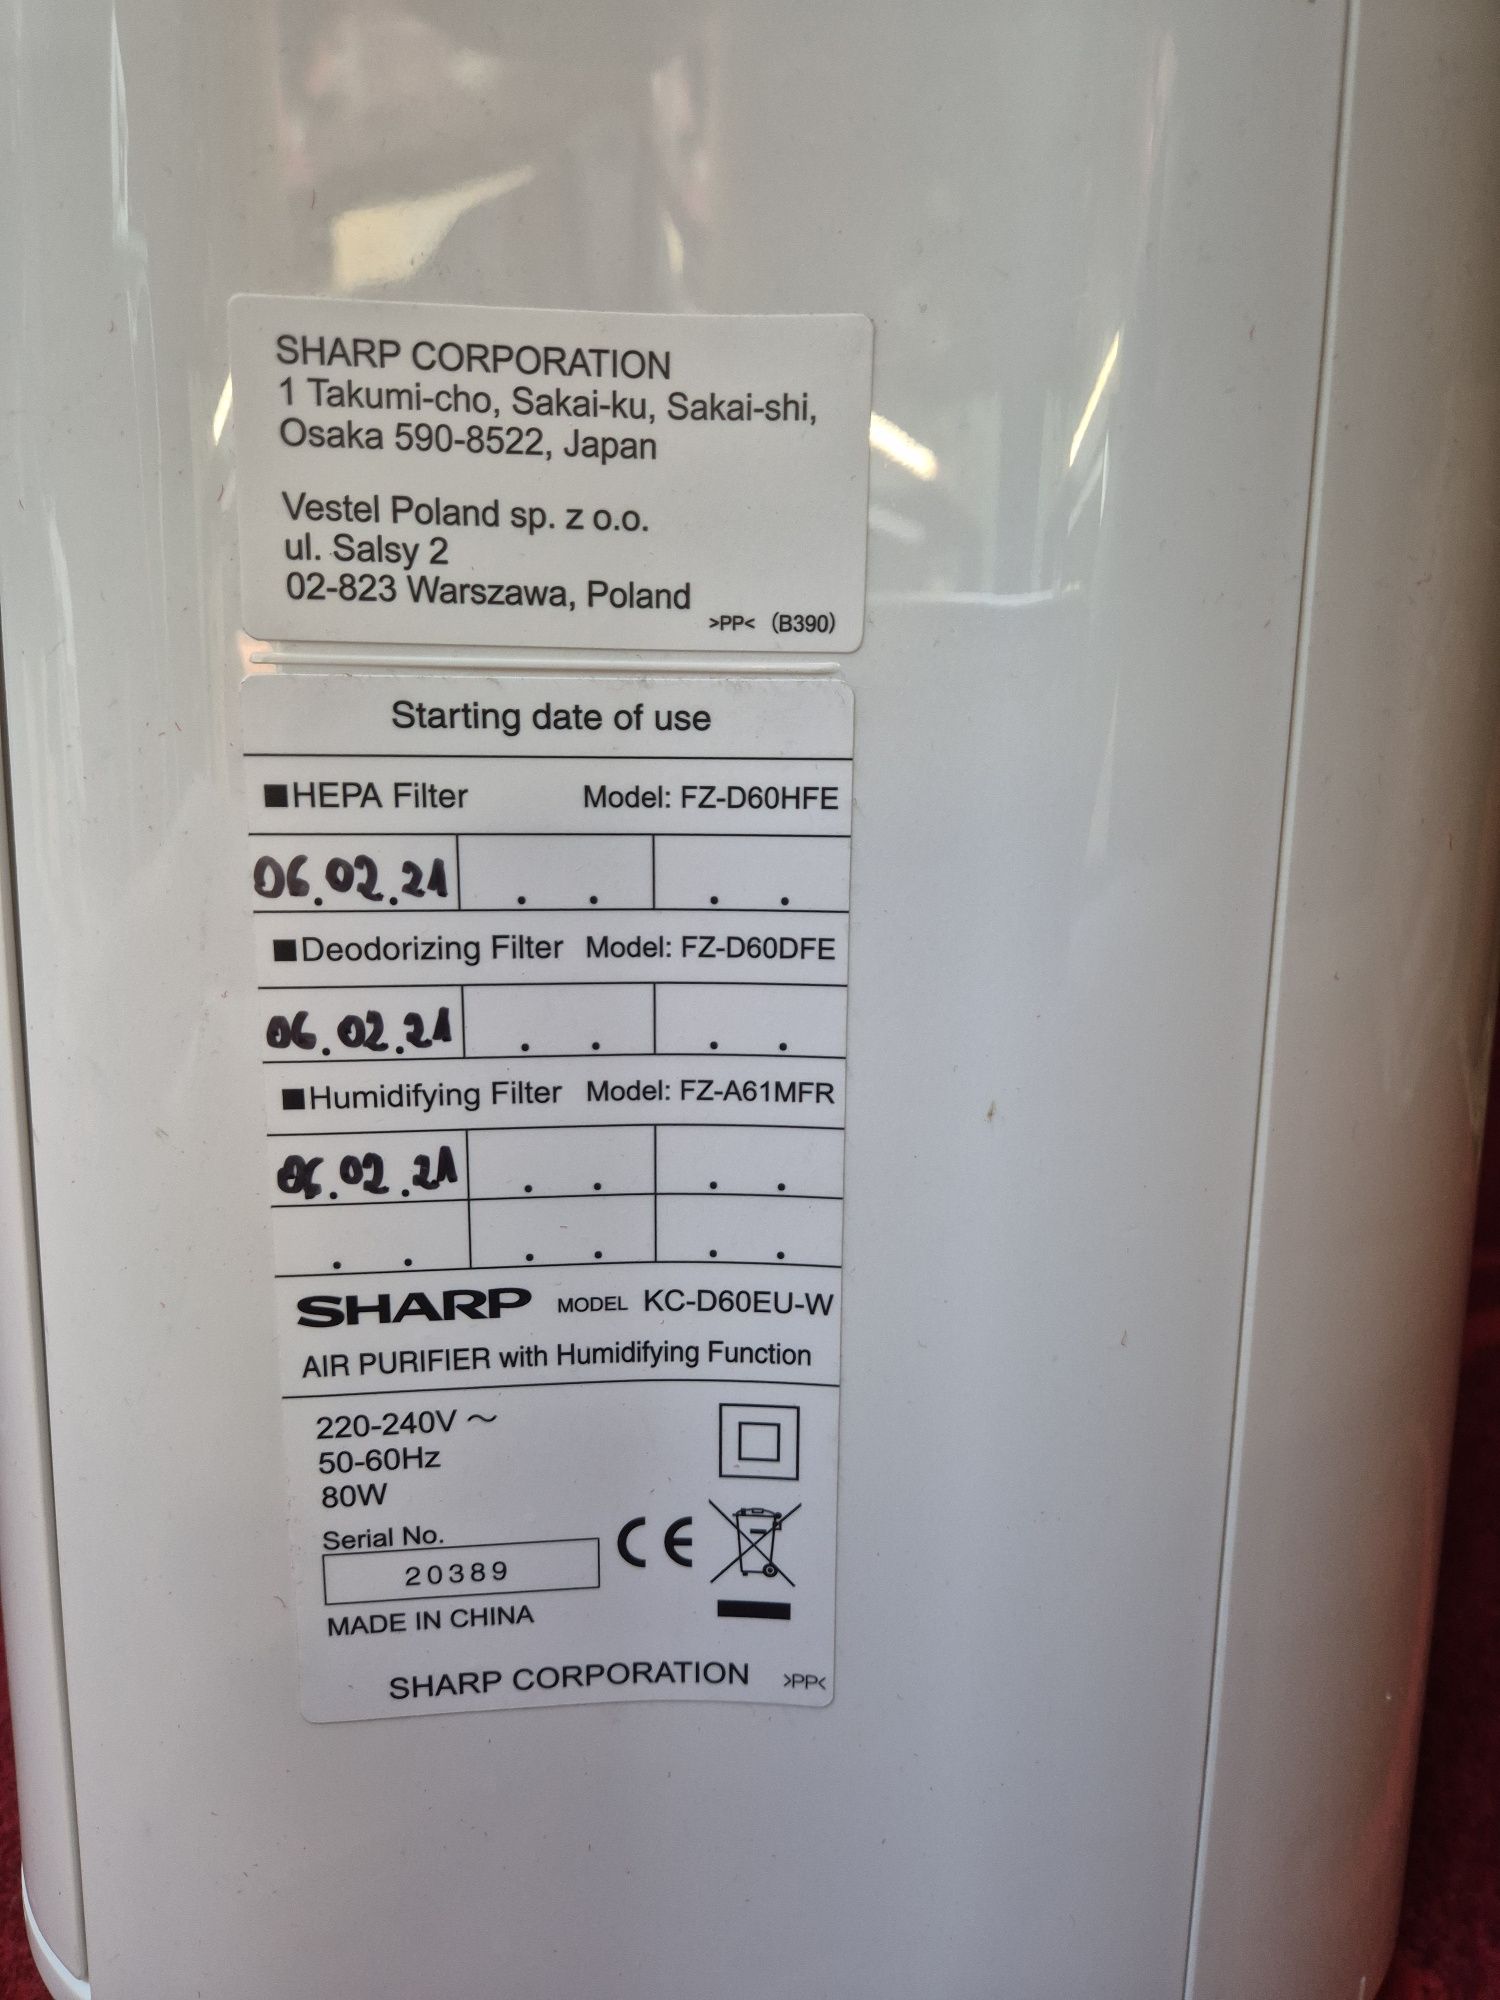 SHARP CORPORATION
1 Takumi-cho, Sakai-ku, Sakai-shi,
Osaka 590-8522, Japan
Vestel Poland sp. z o.o.
ul. Salsy 2
02-823 Warszawa, Poland
>PP< (B390)
Starting date of use
■HEPA Filter Model: FZ-D60HFE
06.02.21 . . . .
■Deodorizing Filter Model: FZ-D60DFE
06.02.21 . . . .
■Humidifying Filter Model: FZ-A61MFR
06.02.21 . . . .
. . . . . .
SHARP MODEL KC-D60EU-W
AIR PURIFIER with Humidifying Function
220-240V ~
50-60Hz
80W
Serial No.
20389
CE
MADE IN CHINA
SHARP CORPORATION >PP<